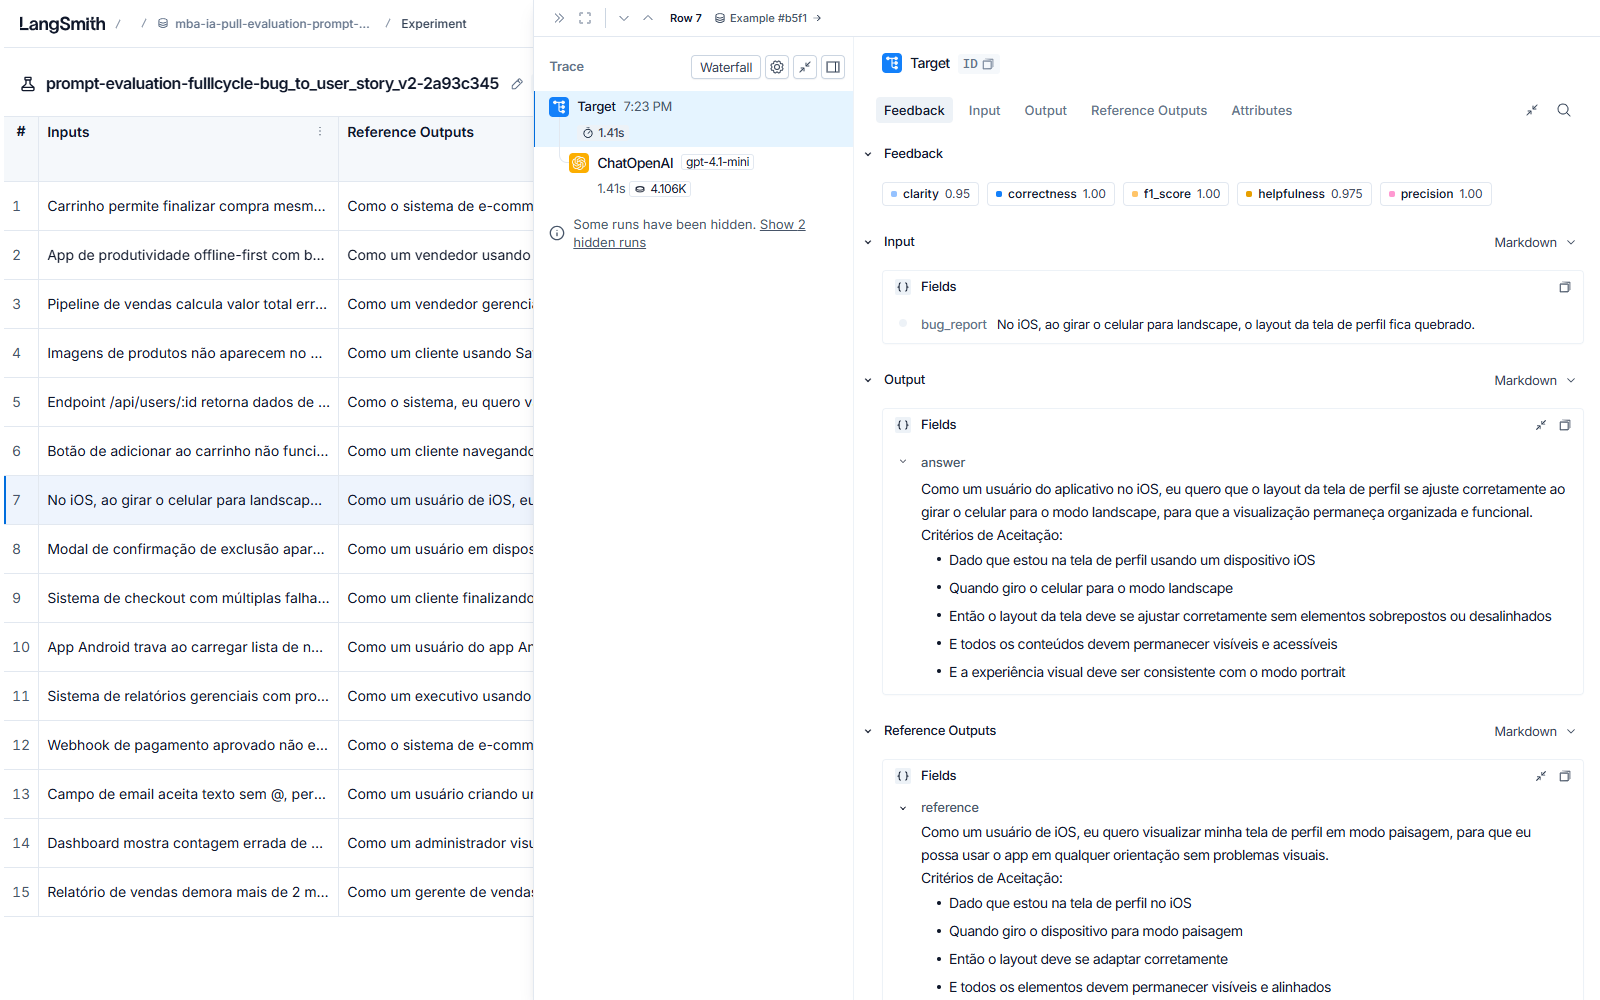 LangSmith / / mba-ia-pull-evaluation-prompt-... / Experiment
prompt-evaluation-fulllcycle-bug_to_user_story_v2-2a93c345
# Inputs Reference Outputs
1 Carrinho permite finalizar compra mesm... Como o sistema de e-comm
2 App de produtividade offline-first com b... Como um vendedor usando
3 Pipeline de vendas calcula valor total err... Como um vendedor gerencia
4 Imagens de produtos não aparecem no ... Como um cliente usando Sa
5 Endpoint /api/users/:id retorna dados de ... Como o sistema, eu quero v
6 Botão de adicionar ao carrinho não funci... Como um cliente navegando
7 No iOS, ao girar o celular para landscap... Como um usuário de iOS, eu
8 Modal de confirmação de exclusão apar... Como um usuário em dispos
9 Sistema de checkout com múltiplas falha... Como um cliente finalizando
10 App Android trava ao carregar lista de n... Como um usuário do app An
11 Sistema de relatórios gerenciais com pro... Como um executivo usando
12 Webhook de pagamento aprovado não e... Como o sistema de e-comm
13 Campo de email aceita texto sem @, per... Como um usuário criando u
14 Dashboard mostra contagem errada de ... Como um administrador visu
15 Relatório de vendas demora mais de 2 m... Como um gerente de vendas
Row 7 Example #b5f1 →
Trace Waterfall
Target 7:23 PM
1.41s
ChatOpenAI gpt-4.1-mini
1.41s 4.106K
Some runs have been hidden. Show 2
hidden runs
Target ID
Feedback Input Output Reference Outputs Attributes
Feedback
clarity 0.95 correctness 1.00 f1_score 1.00 helpfulness 0.975 precision 1.00
Input Markdown
{} Fields
bug_report No iOS, ao girar o celular para landscape, o layout da tela de perfil fica quebrado.
Output Markdown
{} Fields
answer
Como um usuário do aplicativo no iOS, eu quero que o layout da tela de perfil se ajuste corretamente ao
girar o celular para o modo landscape, para que a visualização permaneça organizada e funcional.
Critérios de Aceitação:
• Dado que estou na tela de perfil usando um dispositivo iOS
• Quando giro o celular para o modo landscape
• Então o layout da tela deve se ajustar corretamente sem elementos sobrepostos ou desalinhados
• E todos os conteúdos devem permanecer visíveis e acessíveis
• E a experiência visual deve ser consistente com o modo portrait
Reference Outputs Markdown
{} Fields
reference
Como um usuário de iOS, eu quero visualizar minha tela de perfil em modo paisagem, para que eu
possa usar o app em qualquer orientação sem problemas visuais.
Critérios de Aceitação:
• Dado que estou na tela de perfil no iOS
• Quando giro o dispositivo para modo paisagem
• Então o layout deve se adaptar corretamente
• E todos os elementos devem permanecer visíveis e alinhados